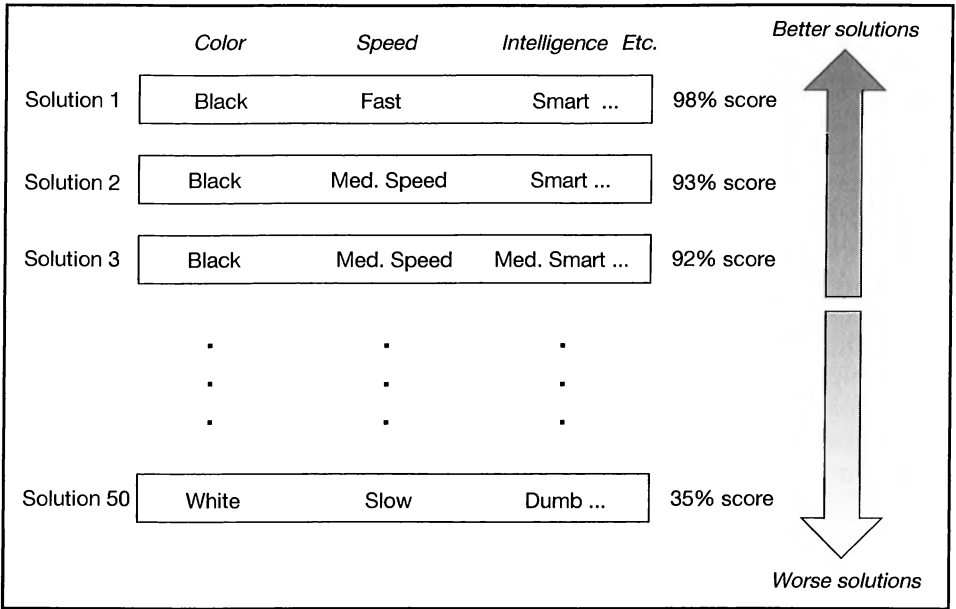 Color Speed Intelligence Etc. Better solutions
Solution 1 Black Fast Smart ... 98% score
Solution 2 Black Med. Speed Smart ... 93% score
Solution 3 Black Med. Speed Med. Smart ... 92% score
Solution 50 White Slow Dumb ... 35% score
Worse solutions